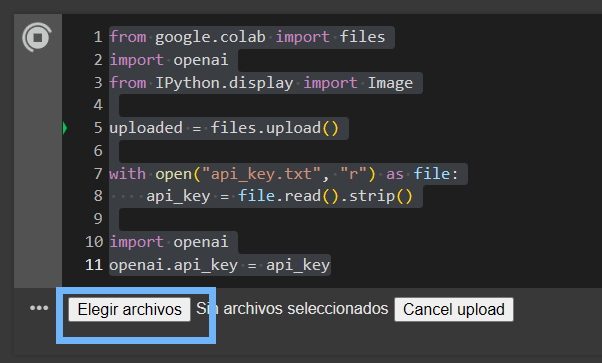 1 from google.colab import files
2 import openai
3 from IPython.display import Image
4
5 uploaded = files.upload()
6
7 with open("api_key.txt", "r") as file:
8     api_key = file.read().strip()
9
10 import openai
11 openai.api_key = api_key
Elegir archivos Sin archivos seleccionados Cancel upload